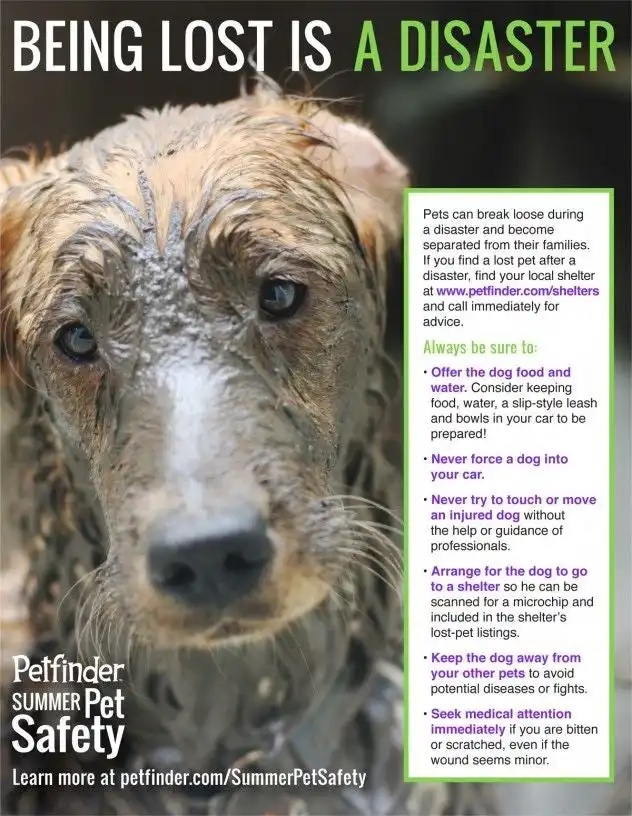 BEING LOST IS A DISASTER
Pets can break loose during
a disaster and become
separated from their families.
If you find a lost pet after a
disaster, find your local shelter
at www.petfinder.com/shelters
and call immediately for
advice.
Always be sure to:
• Offer the dog food and
water. Consider keeping
food, water, a slip-style leash
and bowls in your car to be
prepared!
• Never force a dog into
your car.
• Never try to touch or move
an injured dog without
the help or guidance of
professionals.
• Arrange for the dog to go
to a shelter so he can be
scanned for a microchip and
included in the shelter's
lost-pet listings.
• Keep the dog away from
your other pets to avoid
potential diseases or fights.
• Seek medical attention
immediately if you are bitten
or scratched, even if the
wound seems minor.
Petfinder
SUMMER Pet
Safety
Learn more at petfinder.com/SummerPetSafety